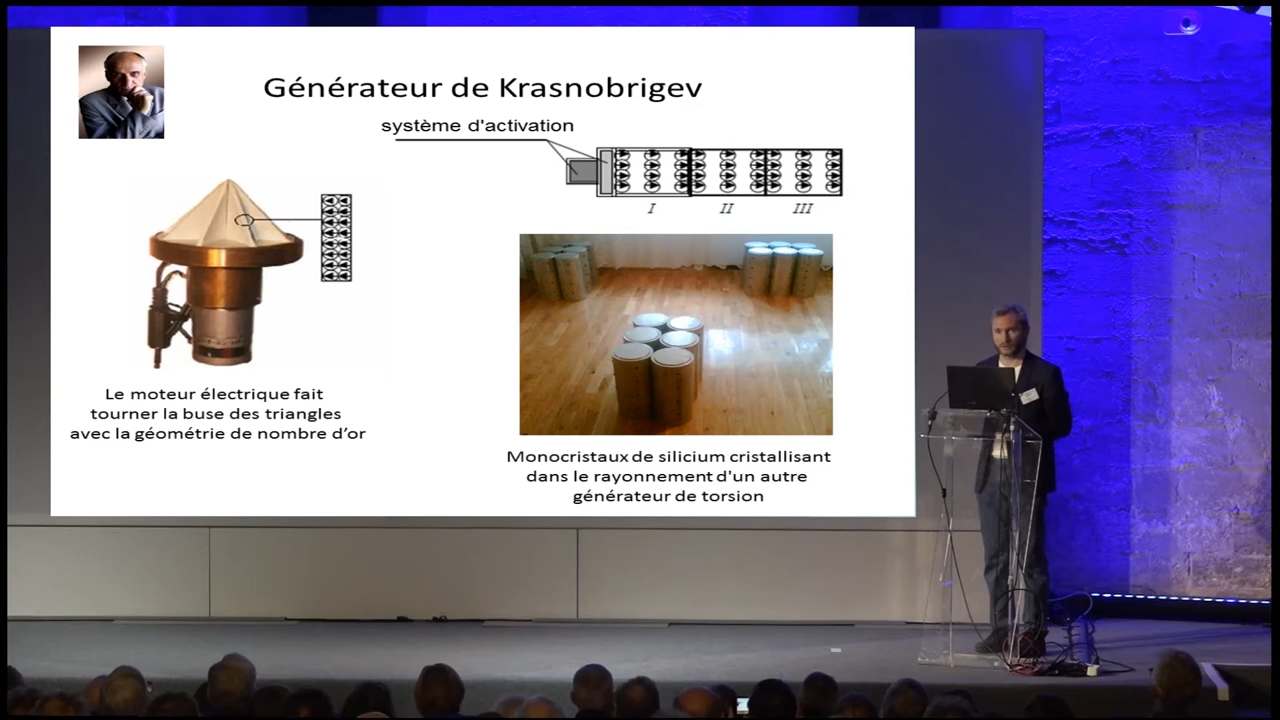 Générateur de Krasnobrigev
système d'activation
I II III
Le moteur électrique fait
tourner la buse des triangles
avec la géométrie de nombre d’or
Monocristaux de silicium cristallisant
dans le rayonnement d'un autre
générateur de torsion